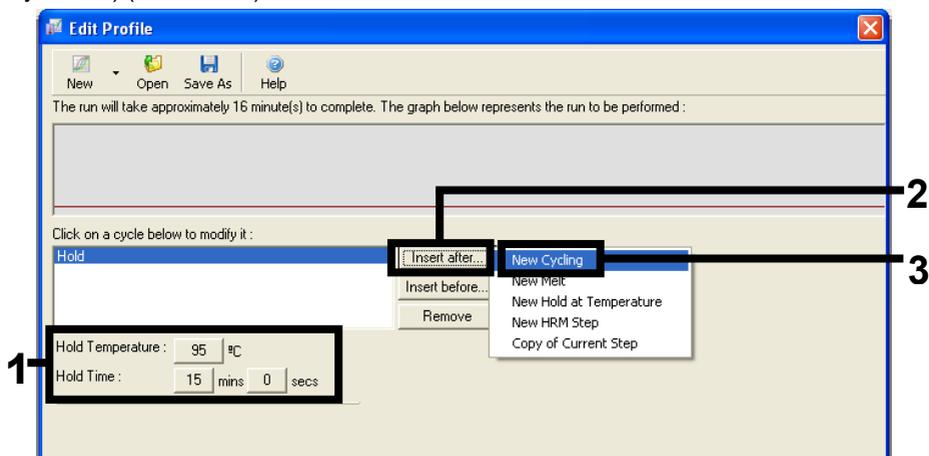 Edit Profile
New Open Save As Help
The run will take approximately 16 minute(s) to complete. The graph below represents the run to be performed :
2
Click on a cycle below to modify it :
Hold
Insert after...
New Cycling
3
Insert before...
New Melt
New Hold at Temperature
Remove
New HRM Step
Copy of Current Step
1
Hold Temperature : 95 ºC
Hold Time : 15 mins 0 secs